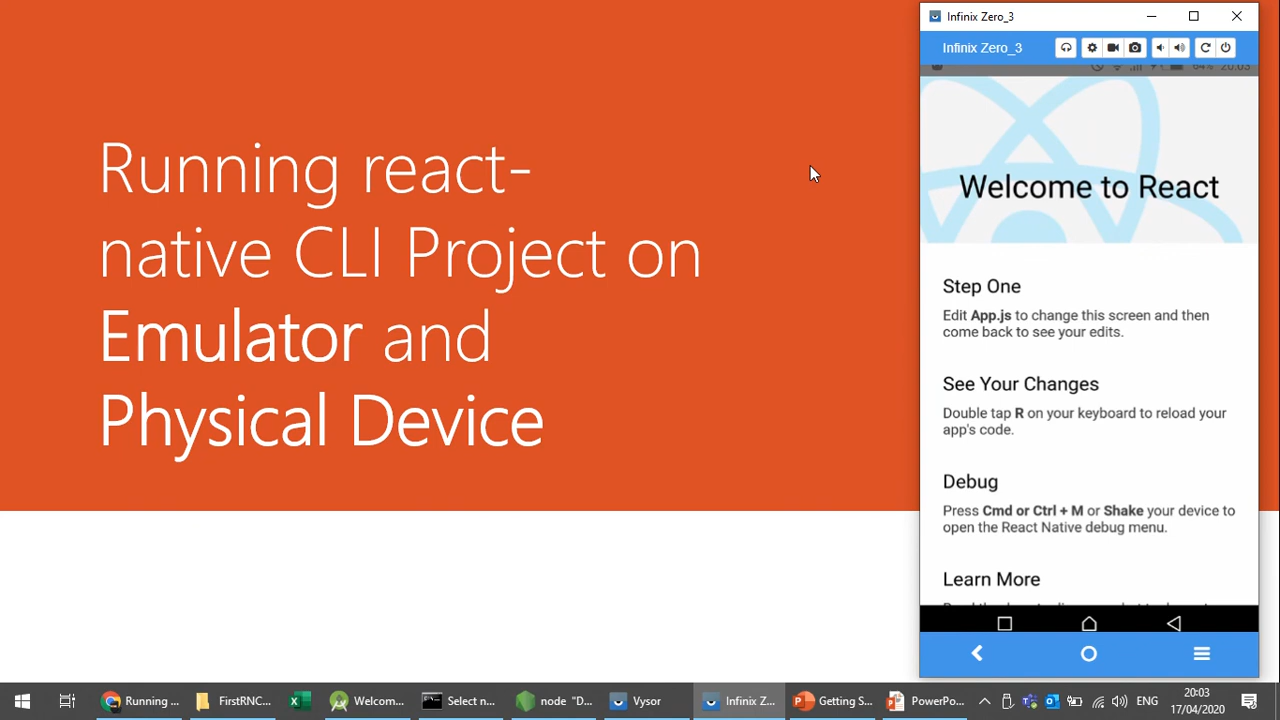 Running react-
native CLI Project on
Emulator and
Physical Device
Infinix Zero_3
Infinix Zero_3
64% 20:03
Welcome to React
Step One
Edit App.js to change this screen and then
come back to see your edits.
See Your Changes
Double tap R on your keyboard to reload your
app's code.
Debug
Press Cmd or Ctrl + M or Shake your device to
open the React Native debug menu.
Learn More
Running ...
FirstRNC...
Welcom...
Select n...
node "D...
Vysor
Infinix Z...
Getting S...
PowerPo...
ENG
20:03
17/04/2020